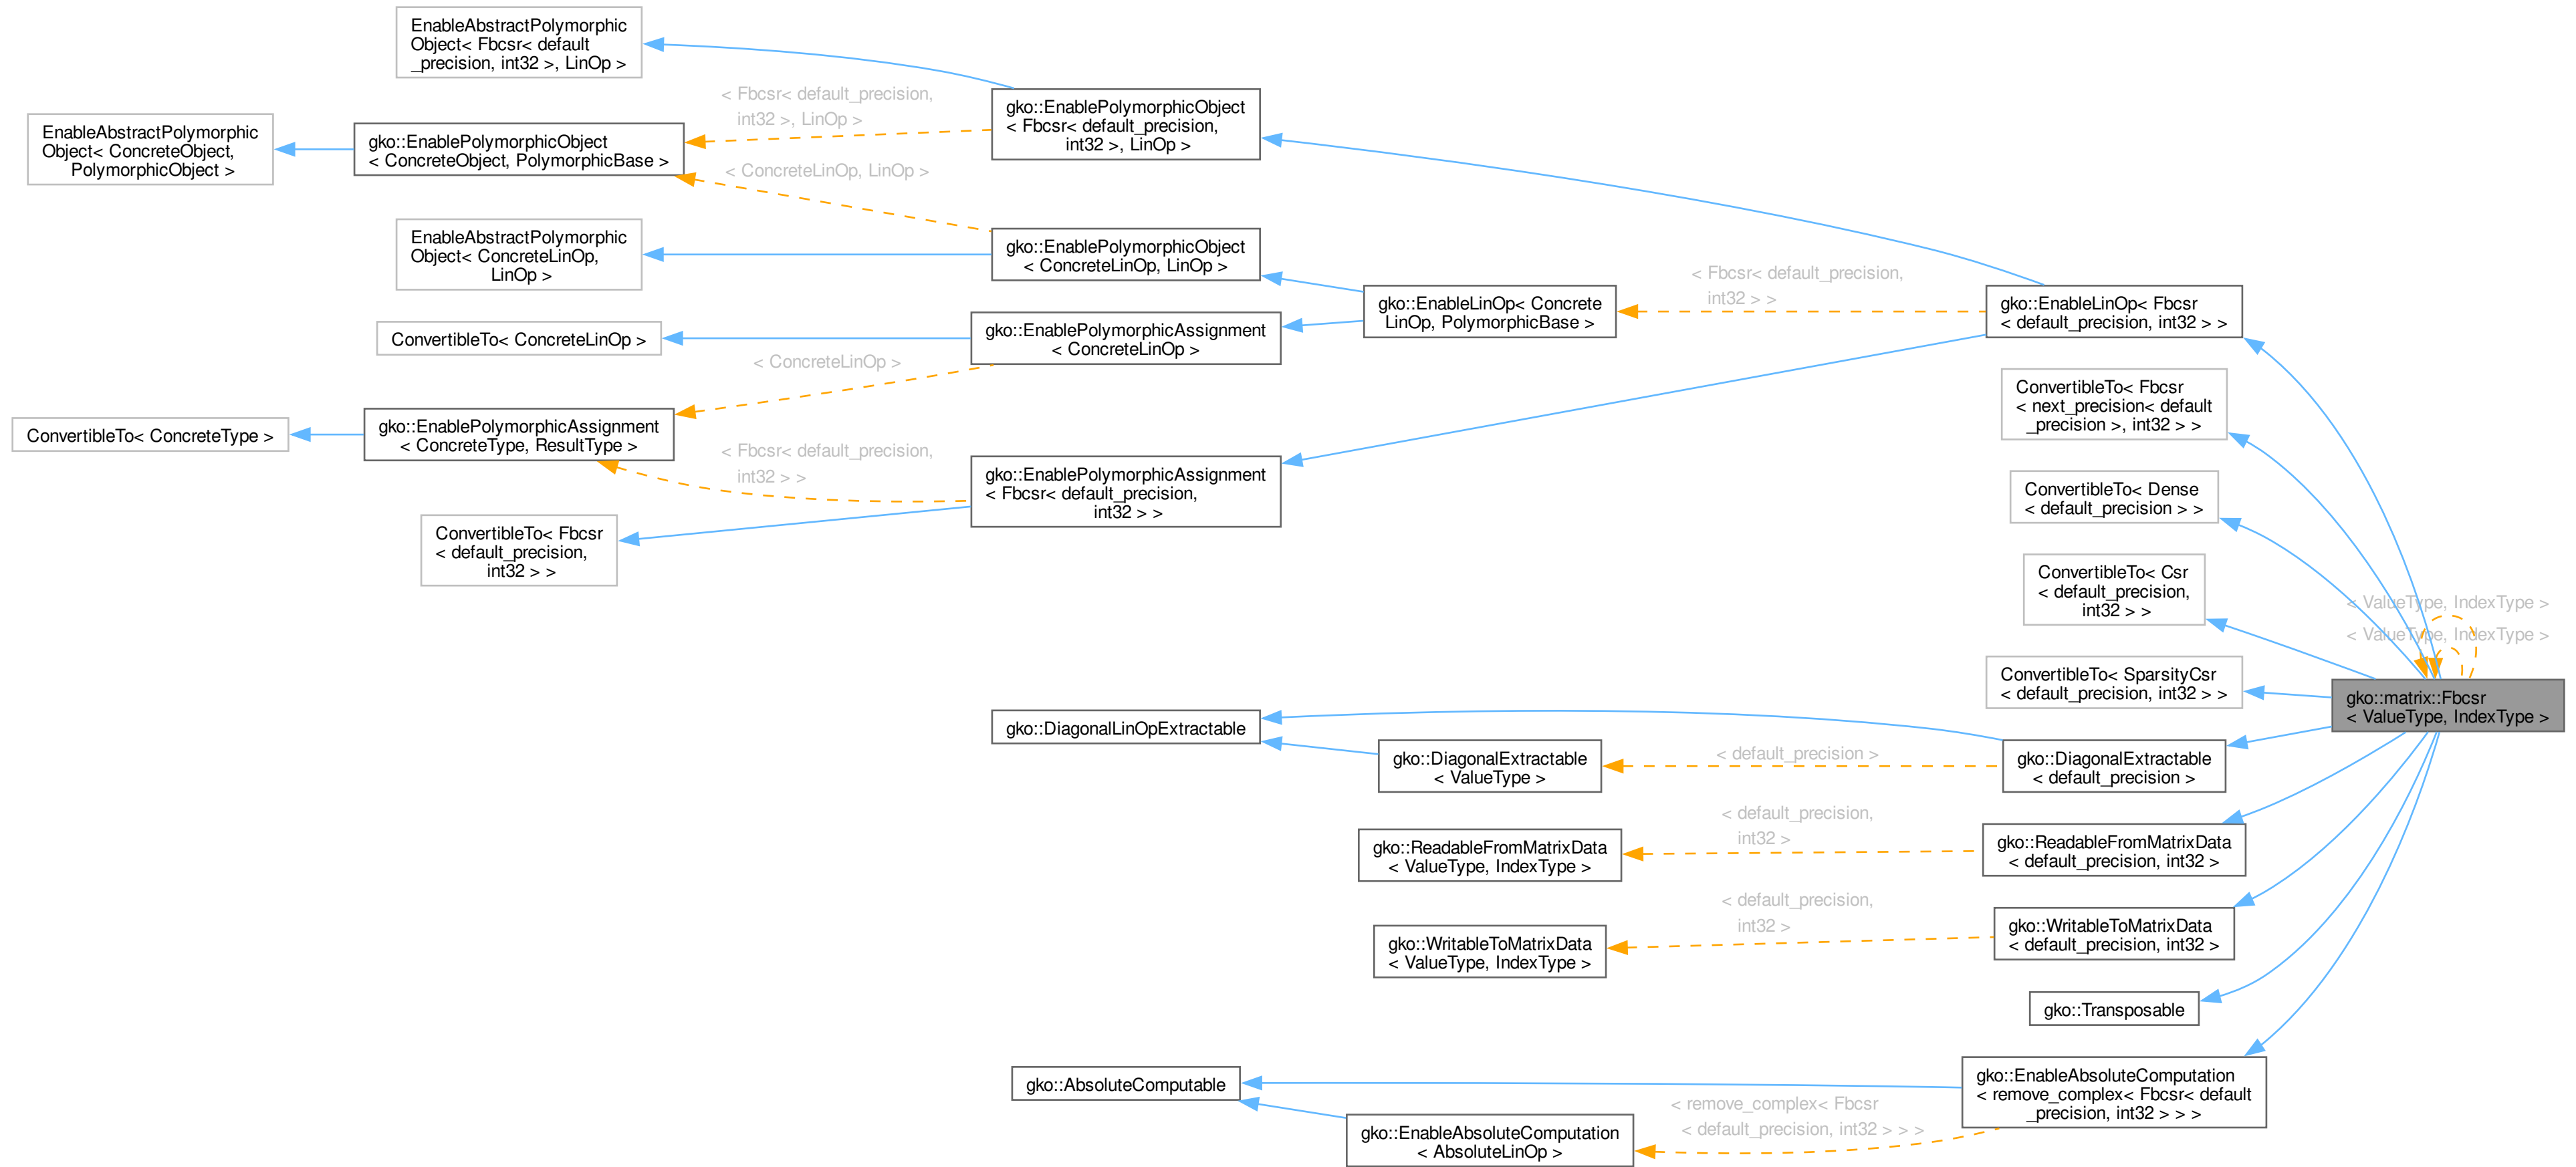 EnableAbstractPolymorphic
Object< Fbcsr< default
_precision, int32 >, LinOp >
EnableAbstractPolymorphic
Object< ConcreteObject,
PolymorphicObject >
gko::EnablePolymorphicObject
< ConcreteObject, PolymorphicBase >
< Fbcsr< default_precision,
int32 >, LinOp >
gko::EnablePolymorphicObject
< Fbcsr< default_precision,
int32 >, LinOp >
< ConcreteLinOp, LinOp >
EnableAbstractPolymorphic
Object< ConcreteLinOp,
LinOp >
gko::EnablePolymorphicObject
< ConcreteLinOp, LinOp >
gko::EnableLinOp< Concrete
LinOp, PolymorphicBase >
< Fbcsr< default_precision,
int32 > >
gko::EnableLinOp< Fbcsr
< default_precision, int32 > >
ConvertibleTo< ConcreteLinOp >
gko::EnablePolymorphicAssignment
< ConcreteLinOp >
< ConcreteLinOp >
ConvertibleTo< ConcreteType >
gko::EnablePolymorphicAssignment
< ConcreteType, ResultType >
< Fbcsr< default_precision,
int32 > >
gko::EnablePolymorphicAssignment
< Fbcsr< default_precision,
int32 > >
ConvertibleTo< Fbcsr
< default_precision,
int32 > >
ConvertibleTo< Fbcsr
< next_precision< default
_precision >, int32 > >
ConvertibleTo< Dense
< default_precision > >
ConvertibleTo< Csr
< default_precision,
int32 > >
ConvertibleTo< SparsityCsr
< default_precision, int32 > >
< ValueType, IndexType >
< ValueType, IndexType >
gko::matrix::Fbcsr
< ValueType, IndexType >
gko::DiagonalLinOpExtractable
gko::DiagonalExtractable
< ValueType >
< default_precision >
gko::DiagonalExtractable
< default_precision >
gko::ReadableFromMatrixData
< ValueType, IndexType >
< default_precision,
int32 >
gko::ReadableFromMatrixData
< default_precision, int32 >
gko::WritableToMatrixData
< ValueType, IndexType >
< default_precision,
int32 >
gko::WritableToMatrixData
< default_precision, int32 >
gko::Transposable
gko::AbsoluteComputable
gko::EnableAbsoluteComputation
< AbsoluteLinOp >
< remove_complex< Fbcsr
< default_precision, int32 > > >
gko::EnableAbsoluteComputation
< remove_complex< Fbcsr< default
_precision, int32 > > >